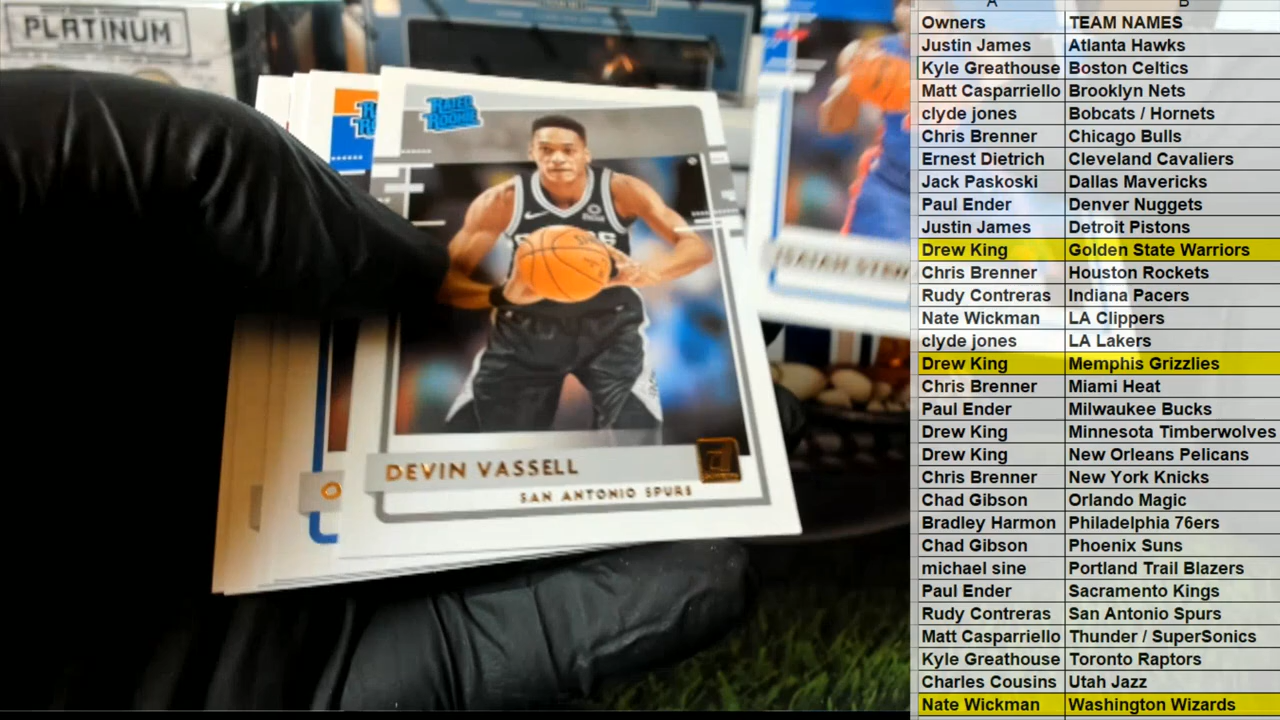 PLATINUM
RATED
ROOKIE
DEVIN VASSELL
SAN ANTONIO SPURS
ISAIAH
A B
Owners TEAM NAMES
Justin James Atlanta Hawks
Kyle Greathouse Boston Celtics
Matt Casparriello Brooklyn Nets
clyde jones Bobcats / Hornets
Chris Brenner Chicago Bulls
Ernest Dietrich Cleveland Cavaliers
Jack Paskoski Dallas Mavericks
Paul Ender Denver Nuggets
Justin James Detroit Pistons
Drew King Golden State Warriors
Chris Brenner Houston Rockets
Rudy Contreras Indiana Pacers
Nate Wickman LA Clippers
clyde jones LA Lakers
Drew King Memphis Grizzlies
Chris Brenner Miami Heat
Paul Ender Milwaukee Bucks
Drew King Minnesota Timberwolves
Drew King New Orleans Pelicans
Chris Brenner New York Knicks
Chad Gibson Orlando Magic
Bradley Harmon Philadelphia 76ers
Chad Gibson Phoenix Suns
michael sine Portland Trail Blazers
Paul Ender Sacramento Kings
Rudy Contreras San Antonio Spurs
Matt Casparriello Thunder / SuperSonics
Kyle Greathouse Toronto Raptors
Charles Cousins Utah Jazz
Nate Wickman Washington Wizards